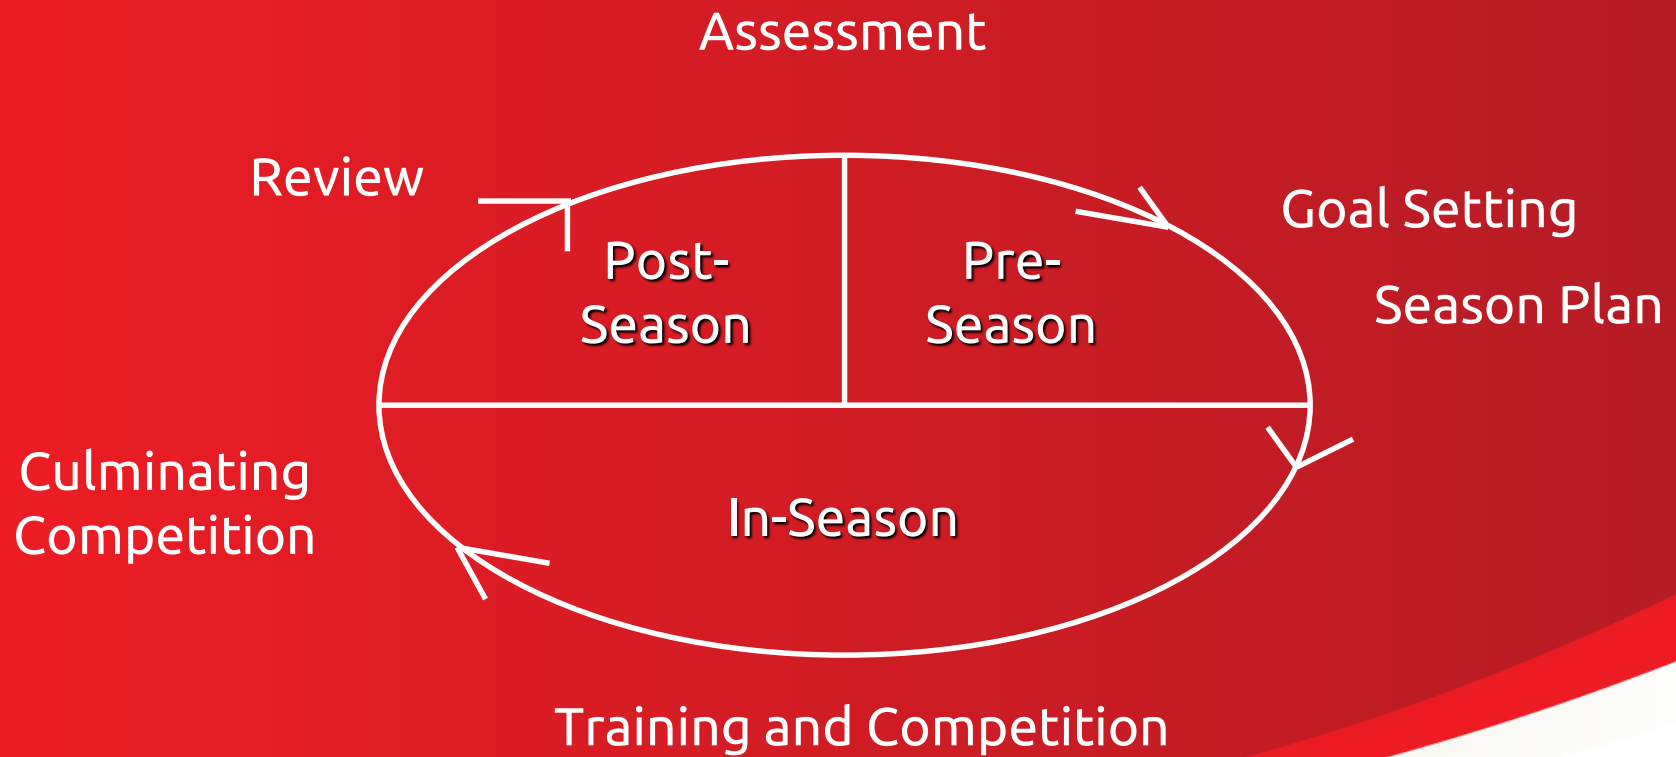 Assessment
Review
Goal Setting
Season Plan
Post-
Season
Pre-
Season
Culminating
Competition
In-Season
Training and Competition